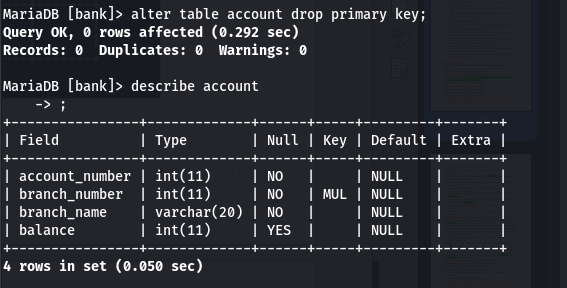 MariaDB [bank]> alter table account drop primary key;
Query OK, 0 rows affected (0.292 sec)
Records: 0  Duplicates: 0  Warnings: 0

MariaDB [bank]> describe account
    -> ;
+----------------+-------------+------+-----+---------+-------+
| Field          | Type        | Null | Key | Default | Extra |
+----------------+-------------+------+-----+---------+-------+
| account_number | int(11)     | NO   |     | NULL    |       |
| branch_number  | int(11)     | NO   | MUL | NULL    |       |
| branch_name    | varchar(20) | NO   |     | NULL    |       |
| balance        | int(11)     | YES  |     | NULL    |       |
+----------------+-------------+------+-----+---------+-------+
4 rows in set (0.050 sec)